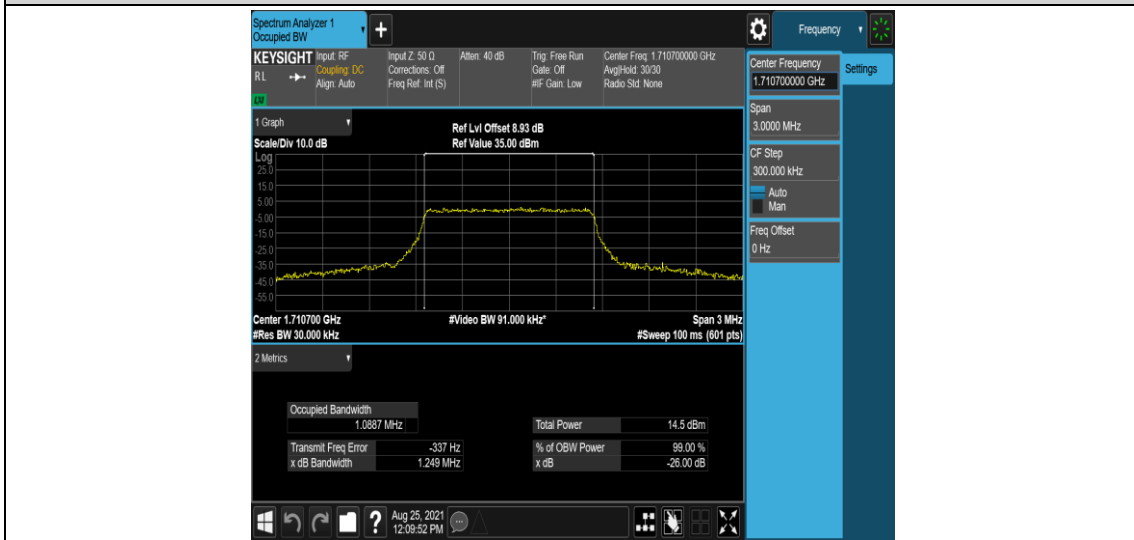 Spectrum Analyzer 1
Occupied BW
+
Frequency
KEYSIGHT Input: RF Input Z: 50 Ω Atten: 40 dB Trig: Free Run Center Freq: 1.710700000 GHz
RL Coupling: DC Corrections: Off Gate: Off Avg|Hold: 30/30
Align: Auto Freq Ref: Int (S) #IF Gain: Low Radio Std: None
Center Frequency
1.710700000 GHz
Settings
Span
3.0000 MHz
CF Step
300.000 kHz
Auto
Man
Freq Offset
0 Hz
1 Graph
Ref Lvl Offset 8.93 dB
Scale/Div 10.0 dB Ref Value 35.00 dBm
Log
25.0
15.0
5.00
-5.00
-15.0
-25.0
-35.0
-45.0
-55.0
Center 1.710700 GHz #Video BW 91.000 kHz* Span 3 MHz
#Res BW 30.000 kHz #Sweep 100 ms (601 pts)
2 Metrics
Occupied Bandwidth
1.0887 MHz
Total Power 14.5 dBm
Transmit Freq Error -337 Hz % of OBW Power 99.00 %
x dB Bandwidth 1.249 MHz x dB -26.00 dB
?
Aug 25, 2021
12:09:52 PM